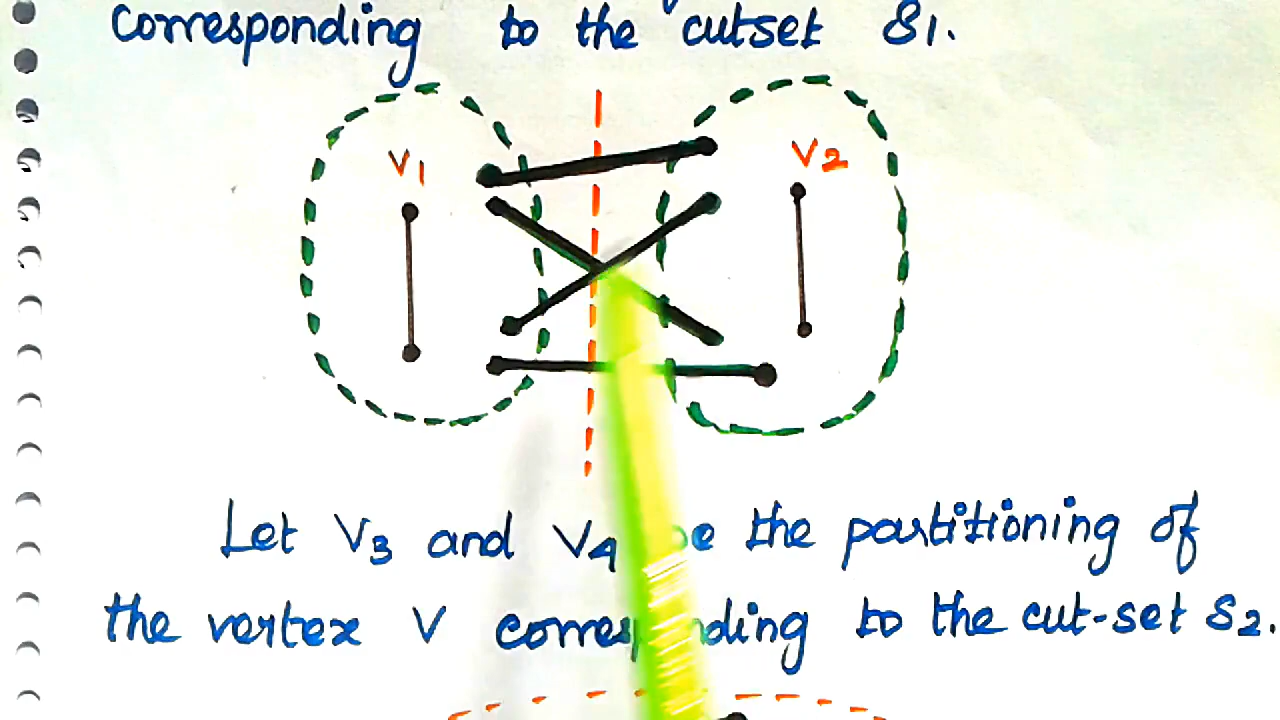 corresponding to the cutset S1.
V1
V2
Let V3 and V4 the partitioning of
the vertex V corresponding to the cut-set S2.